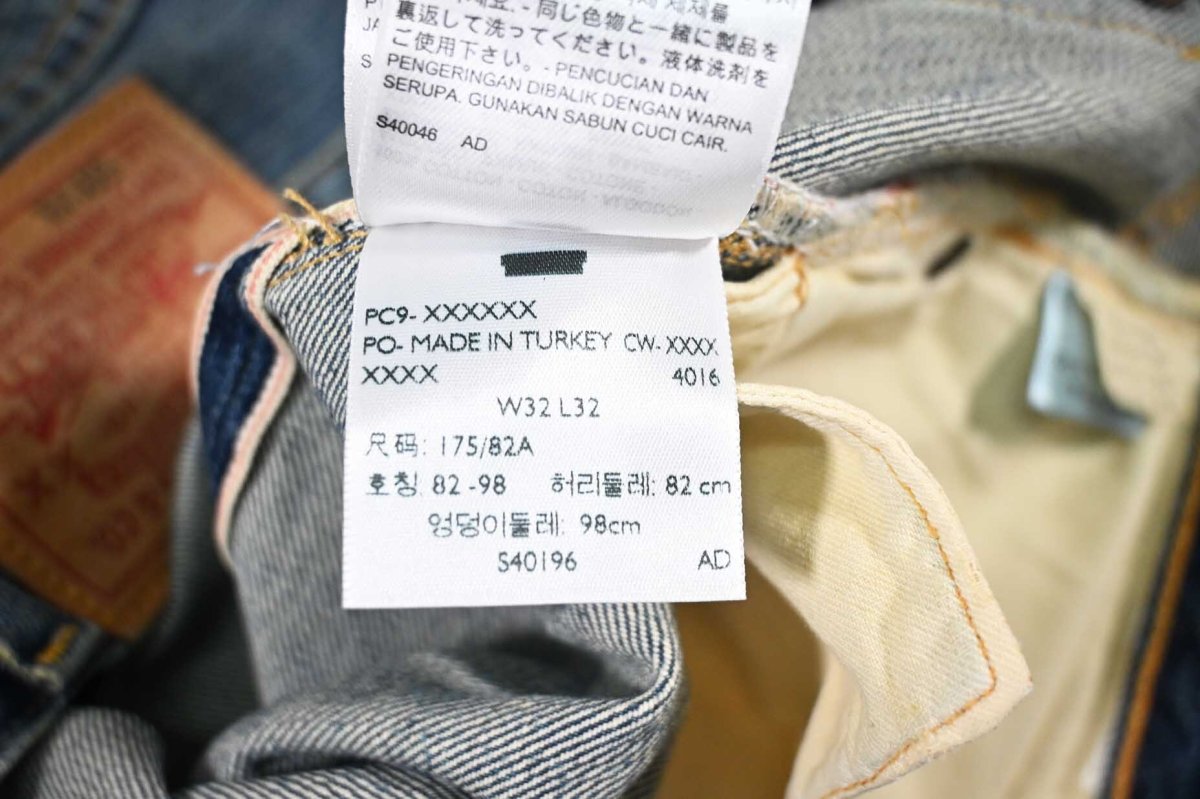 裏返して洗ってください。液体洗剤を
ご使用下さい。- PENCUCIAN DAN
PENGERINGAN DIBALIK DENGAN WARNA
SERUPA. GUNAKAN SABUN CUCI CAIR.
S40046 AD
PC9- XXXXXX
PO- MADE IN TURKEY CW- XXXX
XXXX 4016
W32 L32
尺码: 175/82A
호칭 82 -98 허리둘레: 82 cm
엉덩이둘레: 98cm
S40196 AD